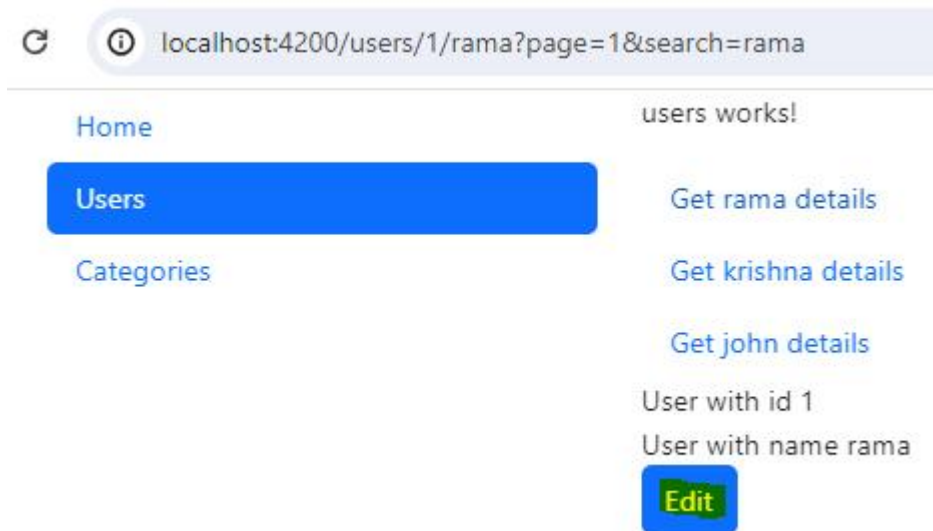 localhost:4200/users/1/rama?page=1&search=rama
Home
Users
Categories
users works!
Get rama details
Get krishna details
Get john details
User with id 1
User with name rama
Edit